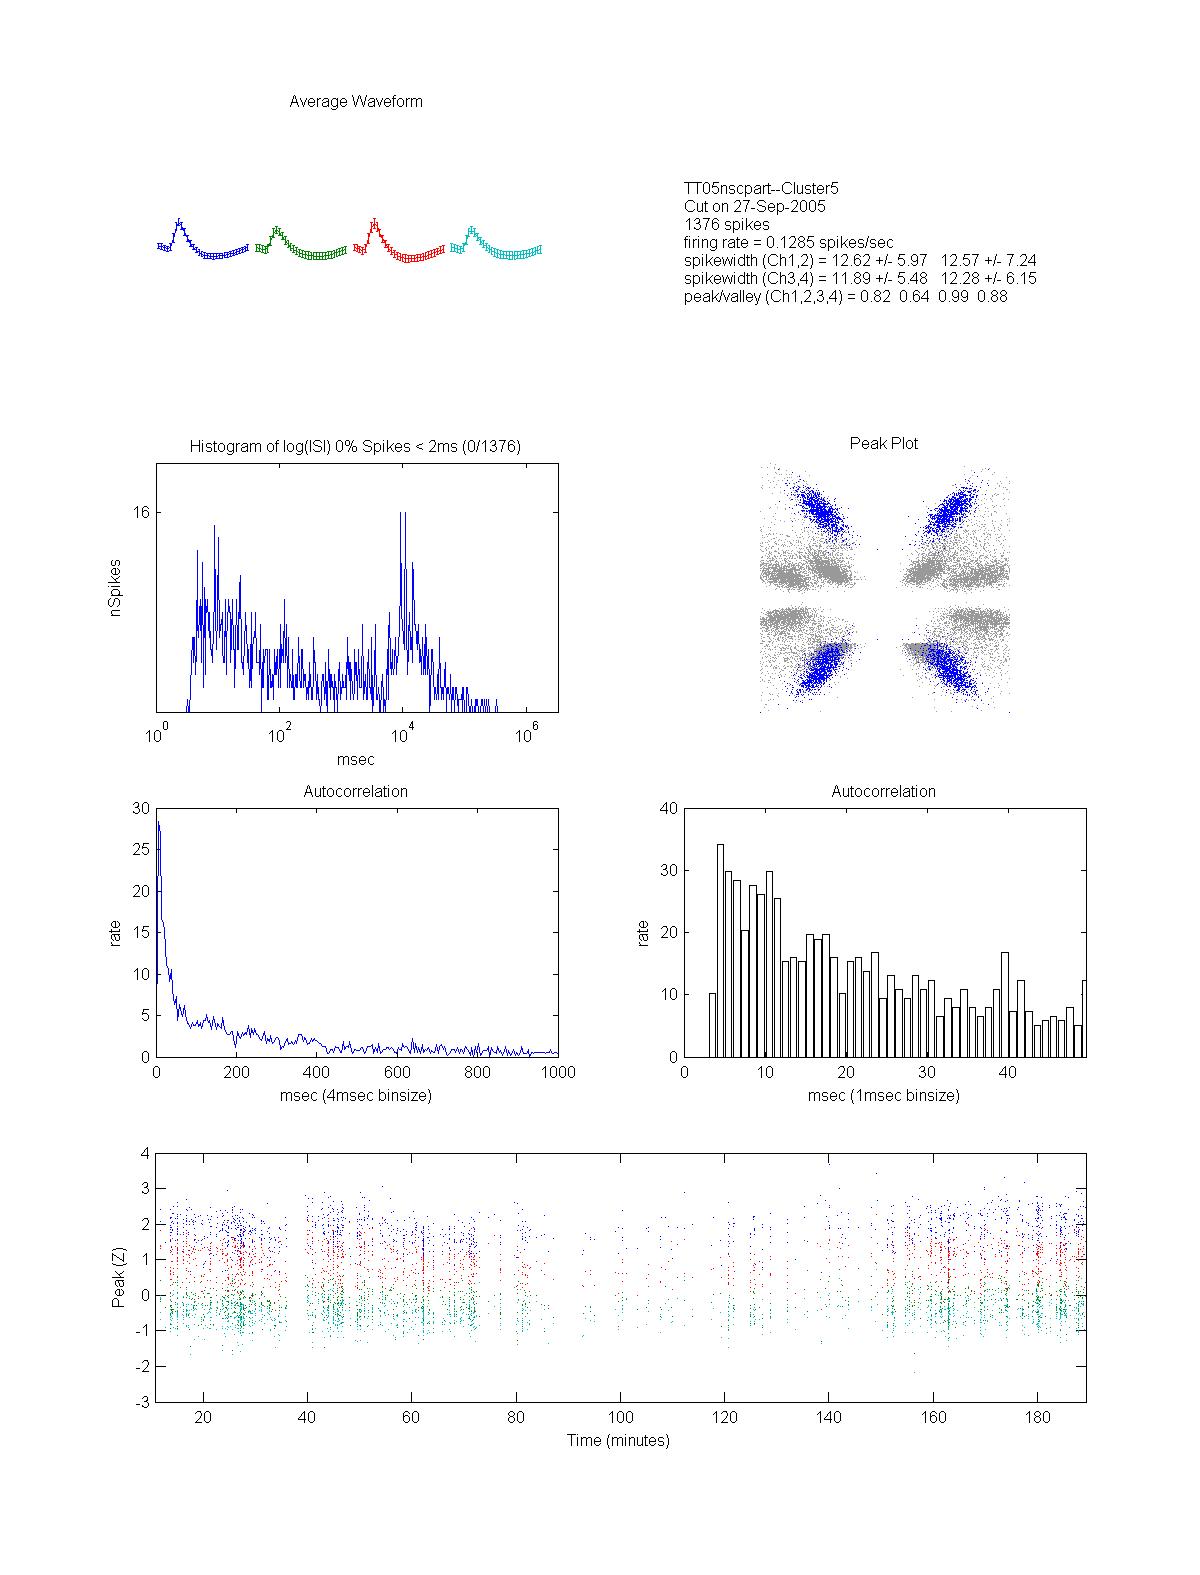 Average Waveform
TT05nscpart--Cluster5
Cut on 27-Sep-2005
1376 spikes
firing rate = 0.1285 spikes/sec
spikewidth (Ch1,2) = 12.62 +/- 5.97   12.57 +/- 7.24
spikewidth (Ch3,4) = 11.89 +/- 5.48   12.28 +/- 6.15
peak/valley (Ch1,2,3,4) = 0.82  0.64  0.99  0.88
Histogram of log(ISI) 0% Spikes < 2ms (0/1376)
16
nSpikes
10^0 10^2 10^4 10^6
msec
Peak Plot
Autocorrelation
30
25
20
15
10
5
0
rate
0 200 400 600 800 1000
msec (4msec binsize)
Autocorrelation
40
30
20
10
0
rate
0 10 20 30 40
msec (1msec binsize)
4
3
2
1
0
-1
-2
-3
Peak (Z)
20 40 60 80 100 120 140 160 180
Time (minutes)